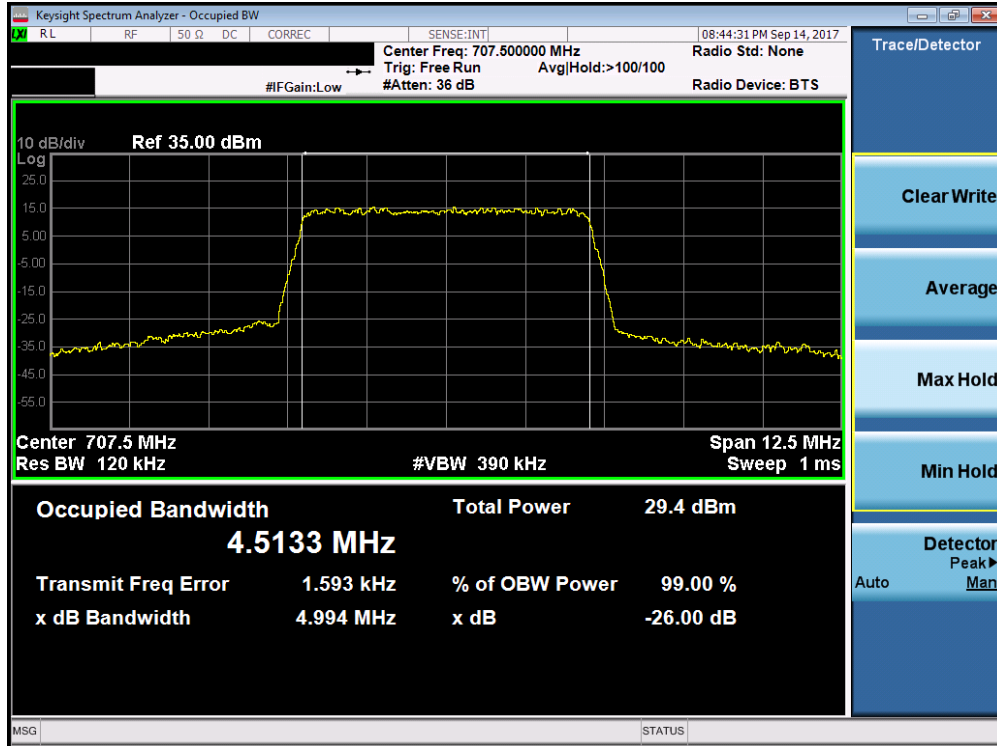 Keysight Spectrum Analyzer - Occupied BW
LXI RL RF 50 Ω DC CORREC SENSE:INT 08:44:31 PM Sep 14, 2017
Center Freq: 707.500000 MHz Radio Std: None
Trig: Free Run Avg|Hold:>100/100
#IFGain:Low #Atten: 36 dB Radio Device: BTS
10 dB/div Ref 35.00 dBm
Log
25.0
15.0
5.00
-5.00
-15.0
-25.0
-35.0
-45.0
-55.0
Center 707.5 MHz Span 12.5 MHz
Res BW 120 kHz #VBW 390 kHz Sweep 1 ms
Occupied Bandwidth Total Power 29.4 dBm
4.5133 MHz
Transmit Freq Error 1.593 kHz % of OBW Power 99.00 %
x dB Bandwidth 4.994 MHz x dB -26.00 dB
MSG STATUS
Trace/Detector
Clear Write
Average
Max Hold
Min Hold
Detector
Peak▶
Auto Man